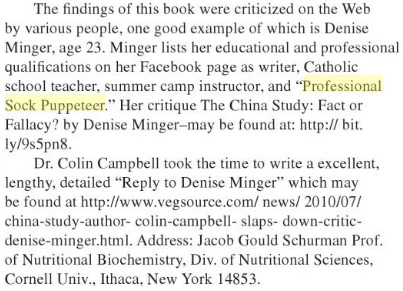 The findings of this book were criticized on the Web
by various people, one good example of which is Denise
Minger, age 23. Minger lists her educational and professional
qualifications on her Facebook page as writer, Catholic
school teacher, summer camp instructor, and “Professional
Sock Puppeteer.” Her critique The China Study: Fact or
Fallacy? by Denise Minger–may be found at: http:// bit.
ly/9s5pn8.
Dr. Colin Campbell took the time to write a excellent,
lengthy, detailed “Reply to Denise Minger” which may
be found at http://www.vegsource.com/ news/ 2010/07/
china-study-author- colin-campbell- slaps- down-critic-
denise-minger.html. Address: Jacob Gould Schurman Prof.
of Nutritional Biochemistry, Div. of Nutritional Sciences,
Cornell Univ., Ithaca, New York 14853.